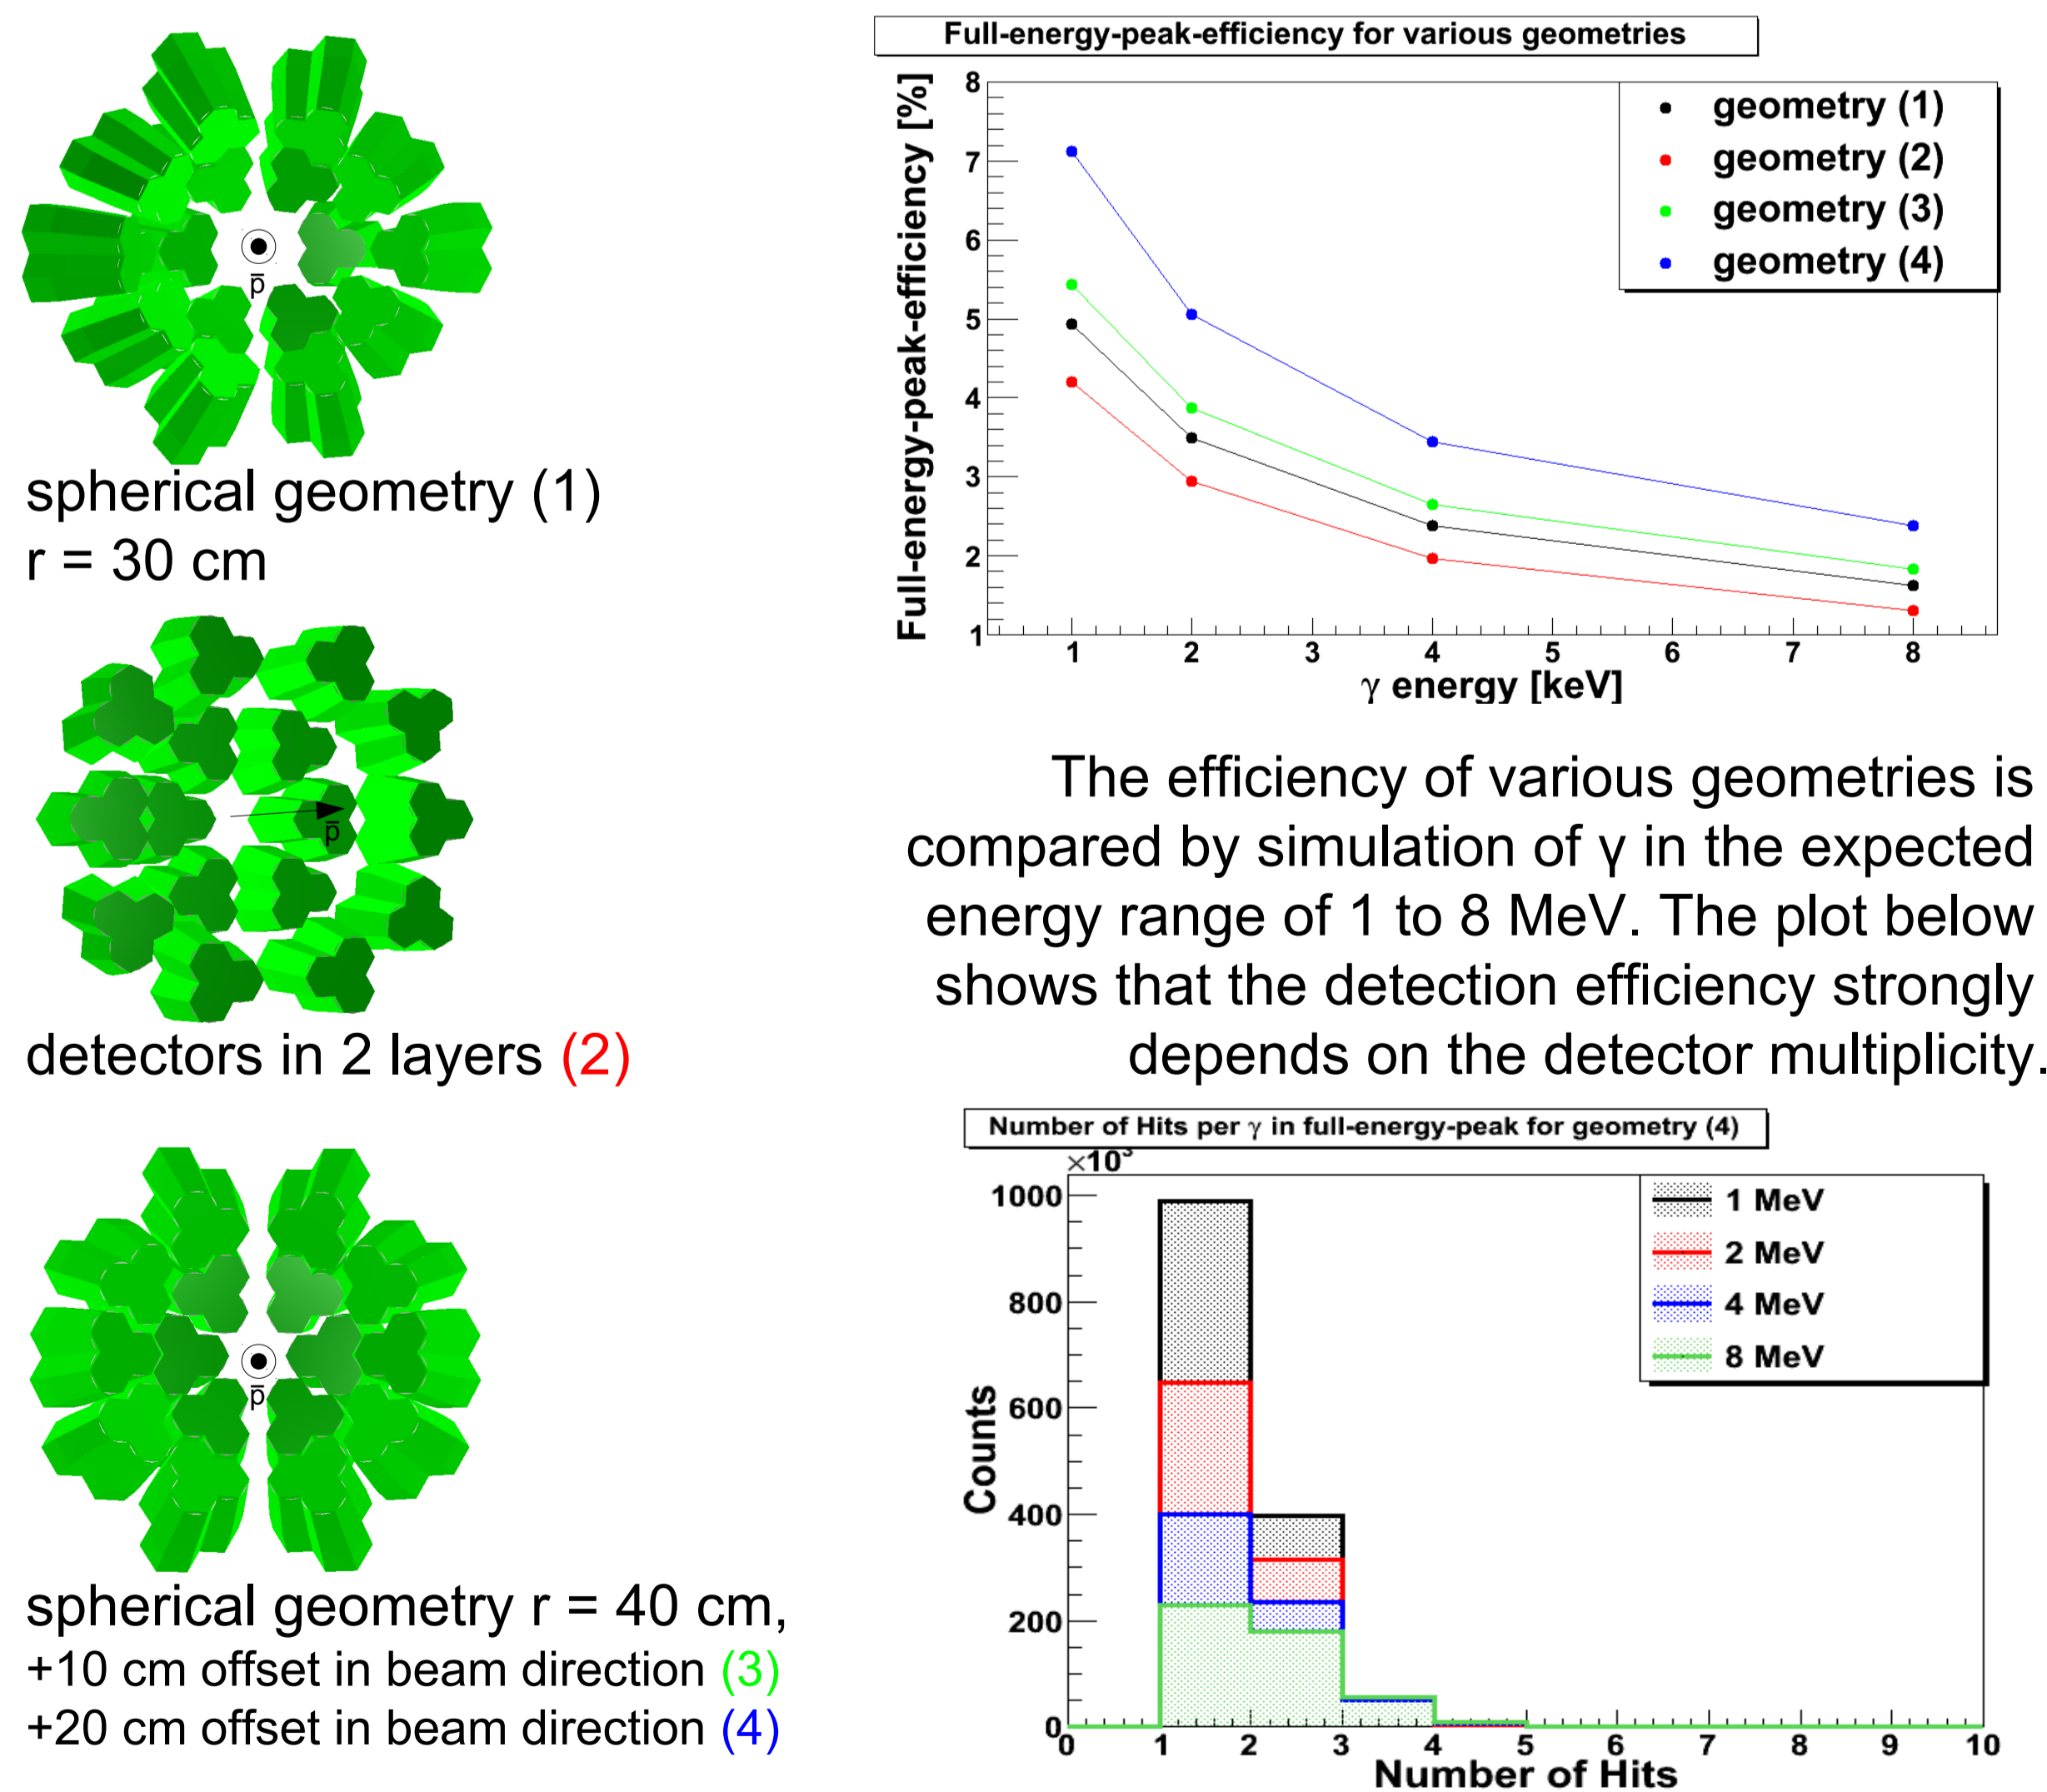 p̅
spherical geometry (1)
r = 30 cm
p̅
detectors in 2 layers (2)
p̅
spherical geometry r = 40 cm,
+10 cm offset in beam direction (3)
+20 cm offset in beam direction (4)
Full-energy-peak-efficiency for various geometries
Full-energy-peak-efficiency [%]
8
7
6
5
4
3
2
1
geometry (1)
geometry (2)
geometry (3)
geometry (4)
1 2 3 4 5 6 7 8
γ energy [keV]
The efficiency of various geometries is
compared by simulation of γ in the expected
energy range of 1 to 8 MeV. The plot below
shows that the detection efficiency strongly
depends on the detector multiplicity.
Number of Hits per γ in full-energy-peak for geometry (4)
×10³
Counts
1000
800
600
400
200
0
1 MeV
2 MeV
4 MeV
8 MeV
0 1 2 3 4 5 6 7 8 9 10
Number of Hits